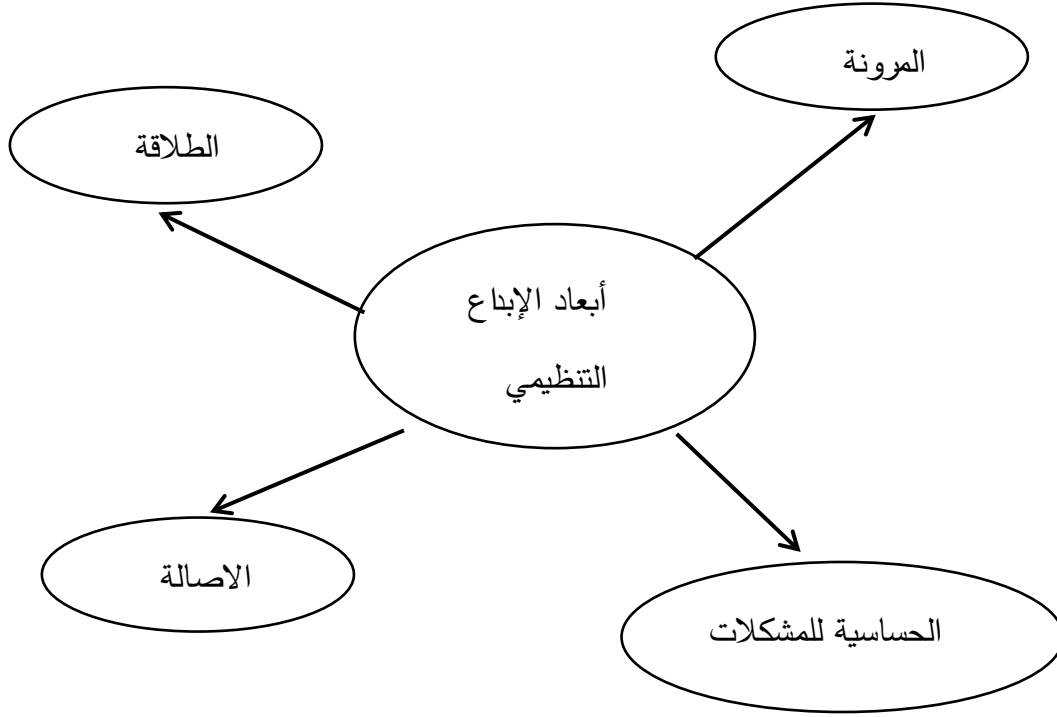 المرونة
الطلاقة
أبعاد الإبداع
التنظيمي
الاصالة
الحساسية للمشكلات